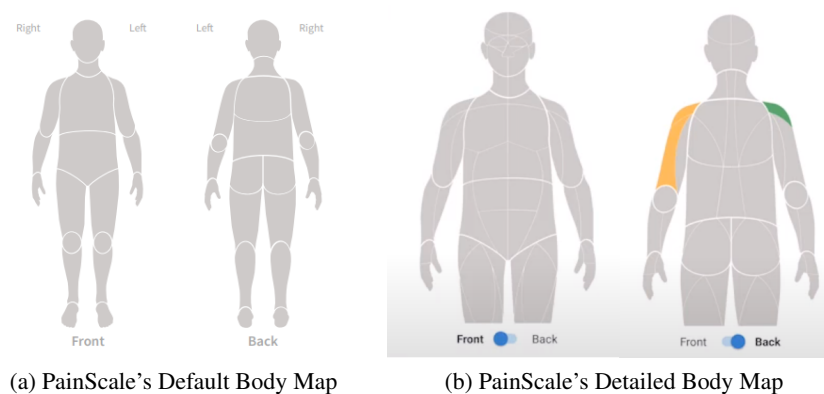 Right Left Left Right
Front Back
Front Back Front Back
(a) PainScale's Default Body Map
(b) PainScale's Detailed Body Map